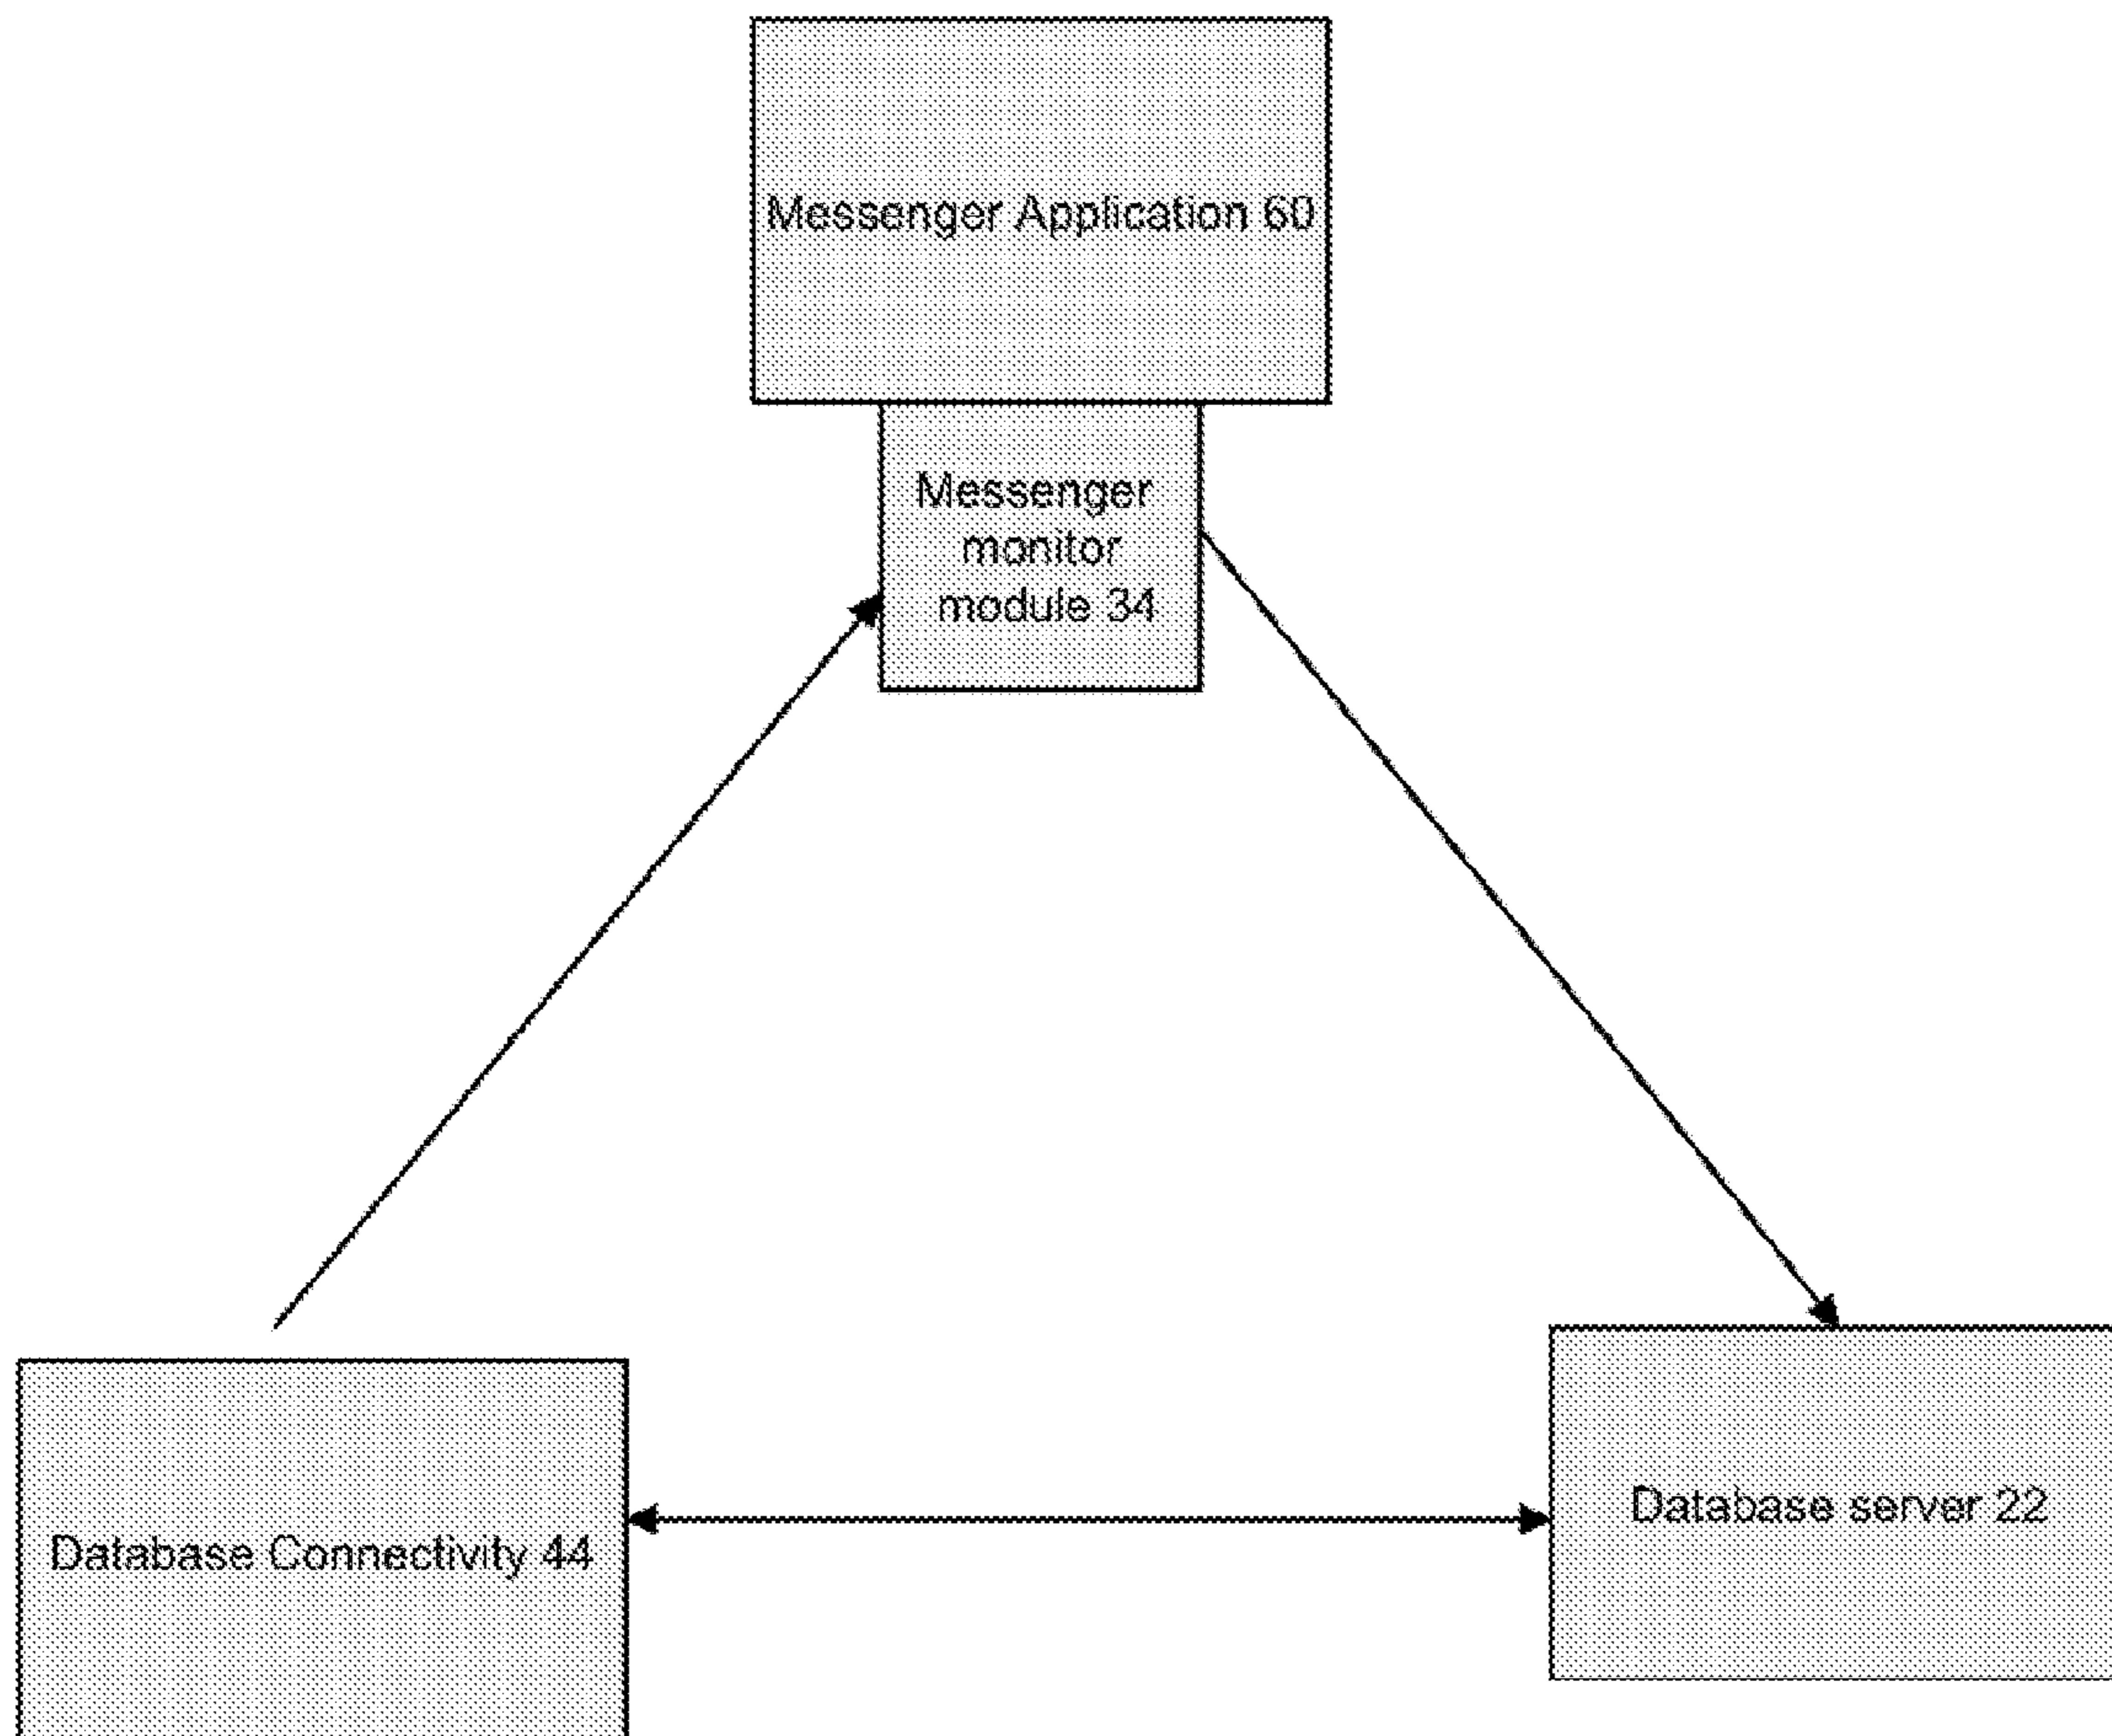 Messenger Application 60
Messenger
monitor
module 34
Database Connectivity 44
Database server 22